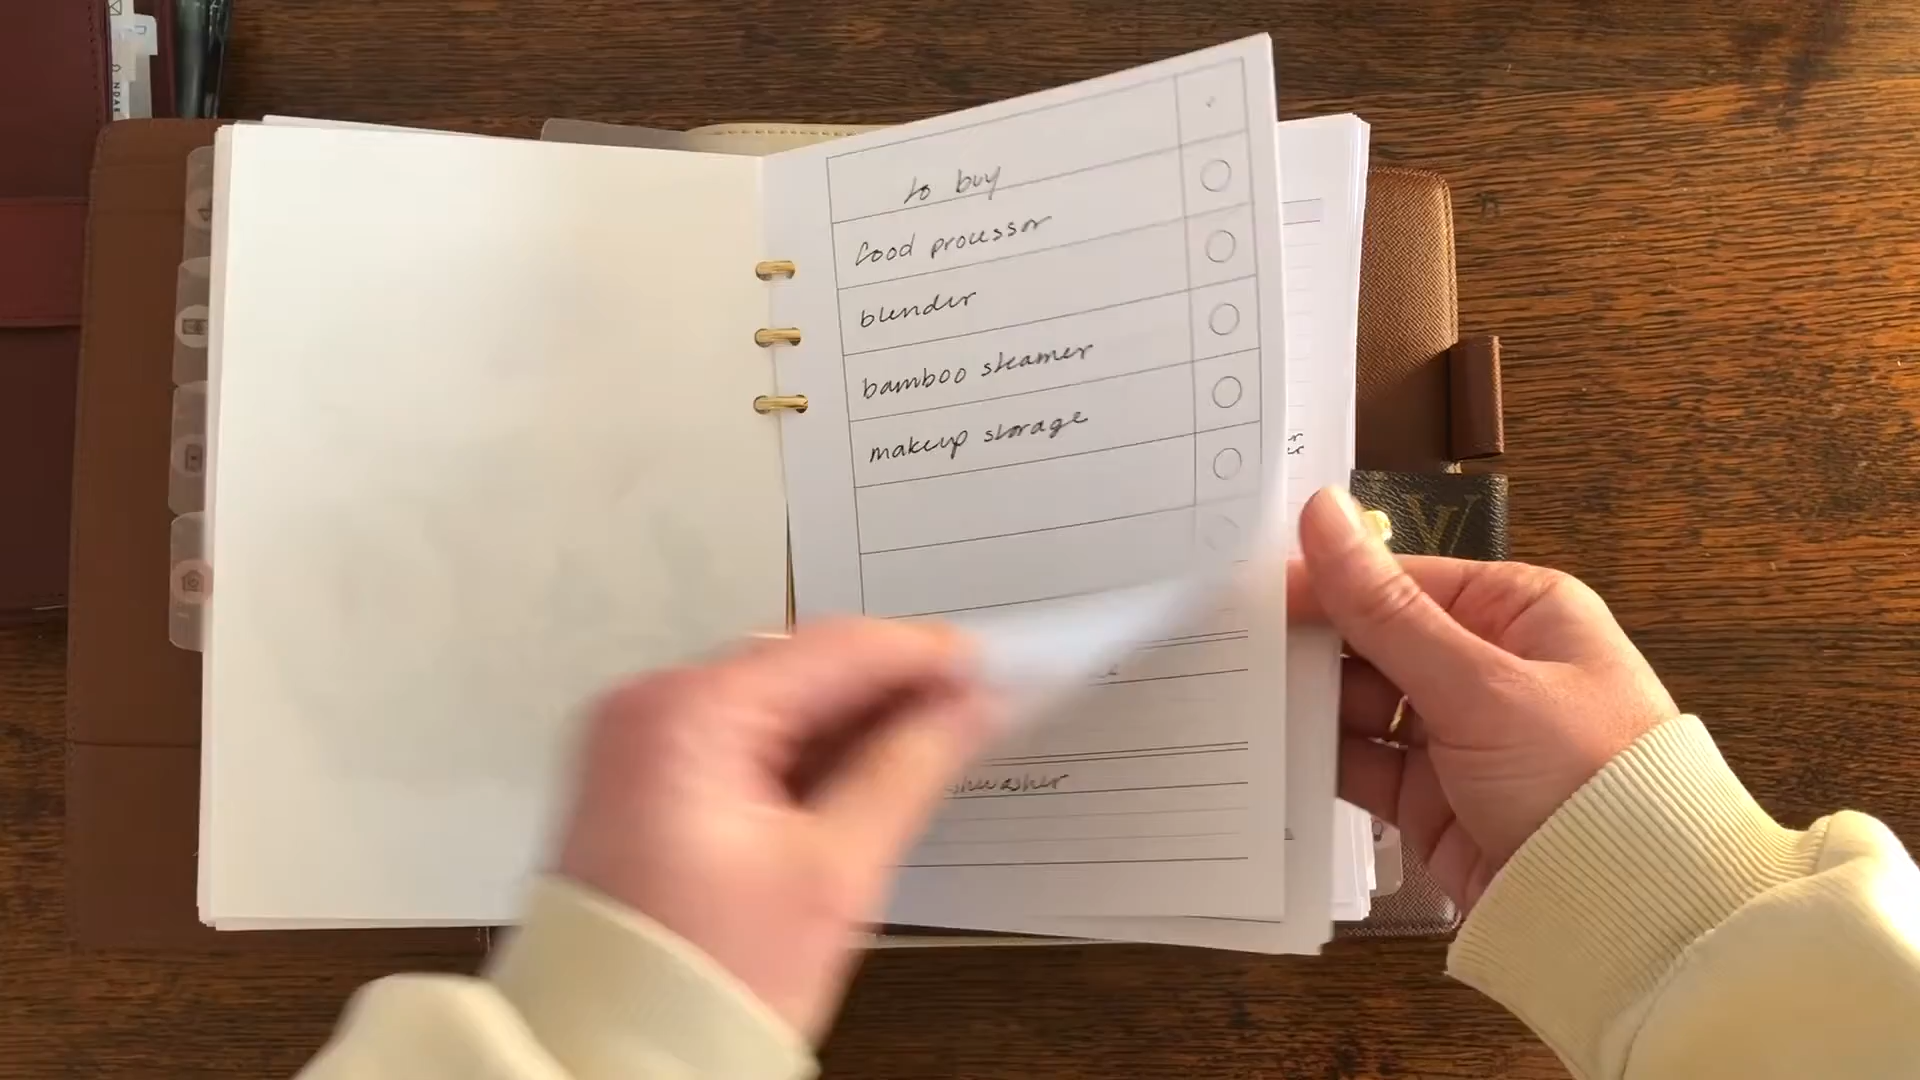 to buy
food processor
blender
bamboo steamer
makeup storage